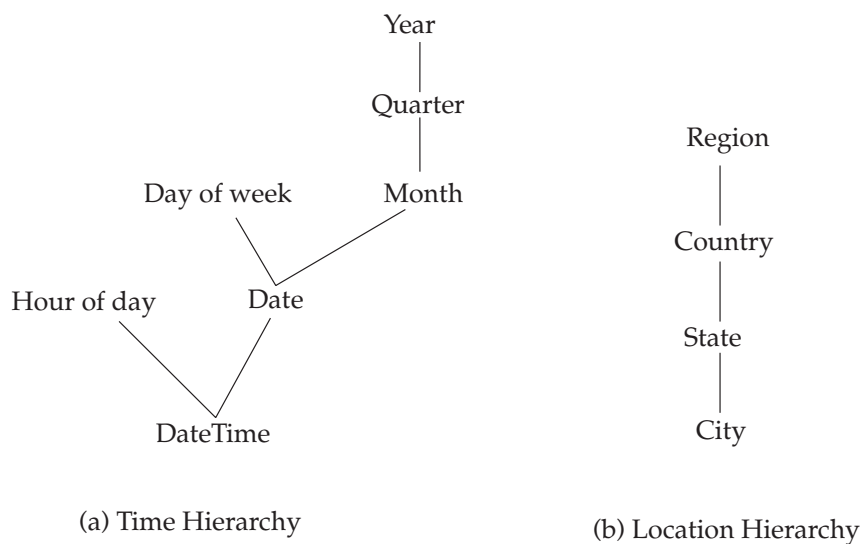 Year
Quarter
Day of week
Month
Hour of day
Date
DateTime
(a) Time Hierarchy
Region
Country
State
City
(b) Location Hierarchy